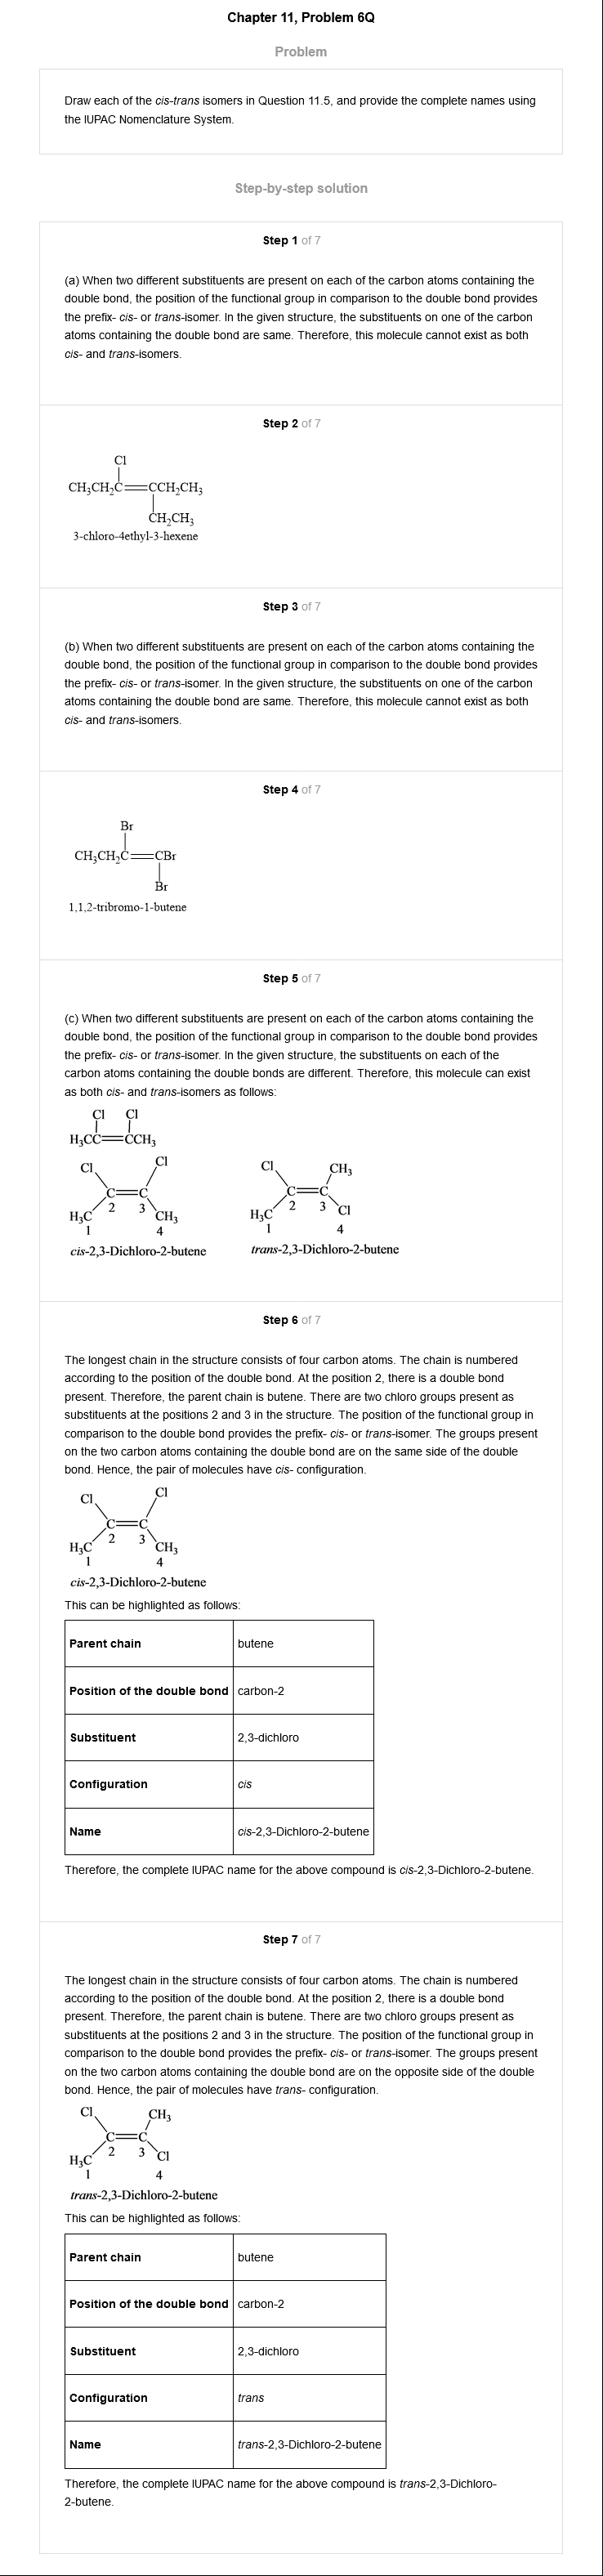 Chapter 11, Problem 6Q
Problem
Draw each of the cis-trans isomers in Question 11.5, and provide the complete names using
the IUPAC Nomenclature System.
Step-by-step solution
Step 1 of 7
(a) When two different substituents are present on each of the carbon atoms containing the
double bond, the position of the functional group in comparison to the double bond provides
the prefix- cis- or trans-isomer. In the given structure, the substituents on one of the carbon
atoms containing the double bond are same. Therefore, this molecule cannot exist as both
cis- and trans-isomers.
Step 2 of 7
Cl
CH₃CH₂C=CCH₂CH₃
CH₂CH₃
3-chloro-4ethyl-3-hexene
Step 3 of 7
(b) When two different substituents are present on each of the carbon atoms containing the
double bond, the position of the functional group in comparison to the double bond provides
the prefix- cis- or trans-isomer. In the given structure, the substituents on one of the carbon
atoms containing the double bond are same. Therefore, this molecule cannot exist as both
cis- and trans-isomers.
Step 4 of 7
Br
CH₃CH₂C=CBr
Br
1,1,2-tribromo-1-butene
Step 5 of 7
(c) When two different substituents are present on each of the carbon atoms containing the
double bond, the position of the functional group in comparison to the double bond provides
the prefix- cis- or trans-isomer. In the given structure, the substituents on each of the
carbon atoms containing the double bonds are different. Therefore, this molecule can exist
as both cis- and trans-isomers as follows:
Cl Cl
H₃CC=CCH₃
Cl Cl Cl CH₃
C=C C=C
H₃C 2 3 CH₃ H₃C 2 3 Cl
1 4 1 4
cis-2,3-Dichloro-2-butene trans-2,3-Dichloro-2-butene
Step 6 of 7
The longest chain in the structure consists of four carbon atoms. The chain is numbered
according to the position of the double bond. At the position 2, there is a double bond
present. Therefore, the parent chain is butene. There are two chloro groups present as
substituents at the positions 2 and 3 in the structure. The position of the functional group in
comparison to the double bond provides the prefix- cis- or trans-isomer. The groups present
on the two carbon atoms containing the double bond are on the same side of the double
bond. Hence, the pair of molecules have cis- configuration.
Cl Cl
C=C
H₃C 2 3 CH₃
1 4
cis-2,3-Dichloro-2-butene
This can be highlighted as follows:
Parent chain butene
Position of the double bond carbon-2
Substituent 2,3-dichloro
Configuration cis
Name cis-2,3-Dichloro-2-butene
Therefore, the complete IUPAC name for the above compound is cis-2,3-Dichloro-2-butene.
Step 7 of 7
The longest chain in the structure consists of four carbon atoms. The chain is numbered
according to the position of the double bond. At the position 2, there is a double bond
present. Therefore, the parent chain is butene. There are two chloro groups present as
substituents at the positions 2 and 3 in the structure. The position of the functional group in
comparison to the double bond provides the prefix- cis- or trans-isomer. The groups present
on the two carbon atoms containing the double bond are on the opposite side of the double
bond. Hence, the pair of molecules have trans- configuration.
Cl CH₃
C=C
H₃C 2 3 Cl
1 4
trans-2,3-Dichloro-2-butene
This can be highlighted as follows:
Parent chain butene
Position of the double bond carbon-2
Substituent 2,3-dichloro
Configuration trans
Name trans-2,3-Dichloro-2-butene
Therefore, the complete IUPAC name for the above compound is trans-2,3-Dichloro-
2-butene.